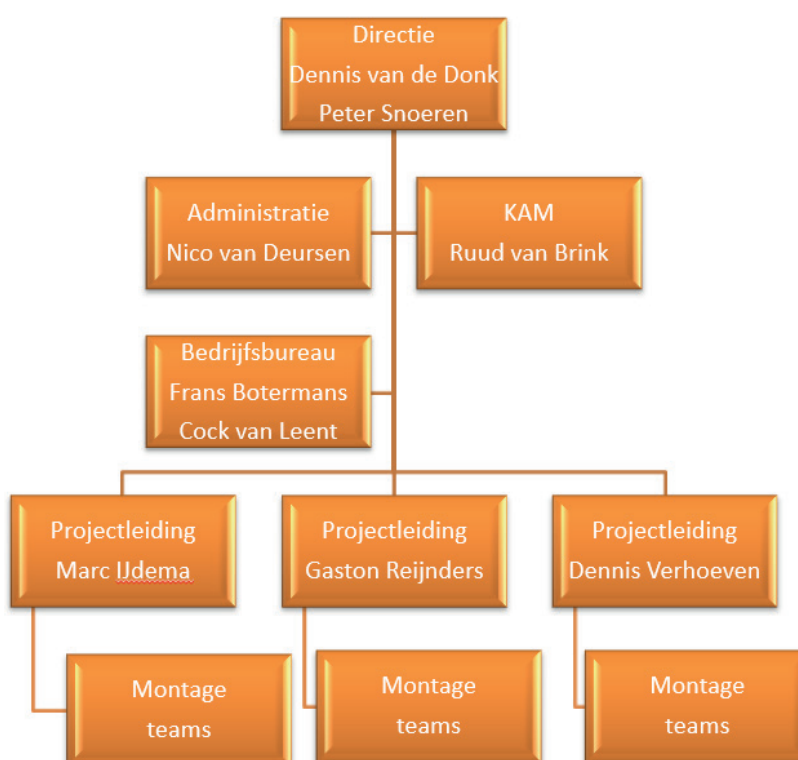 Directie
Dennis van de Donk
Peter Snoeren
Administratie
Nico van Deursen
KAM
Ruud van Brink
Bedrijfsbureau
Frans Botermans
Cock van Leent
Projectleiding
Marc IJdema
Projectleiding
Gaston Reijnders
Projectleiding
Dennis Verhoeven
Montage
teams
Montage
teams
Montage
teams